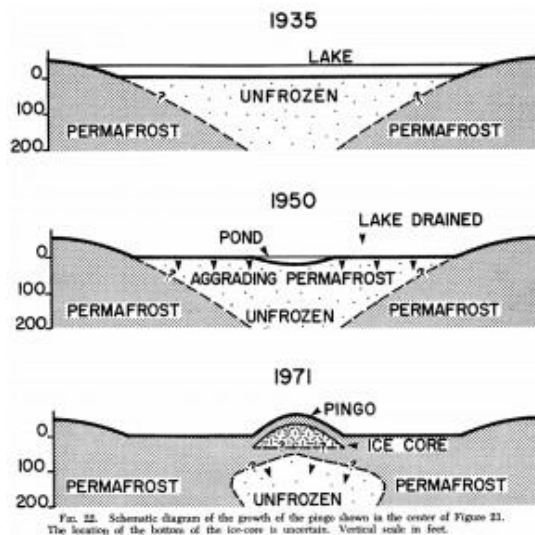 1935
LAKE
0
UNFROZEN
100
PERMAFROST
PERMAFROST
200
?
?
1950
LAKE DRAINED
POND
0
? AGGRADING PERMAFROST ?
100
PERMAFROST
PERMAFROST
200
UNFROZEN
1971
PINGO
0
ICE CORE
? ?
100
PERMAFROST
PERMAFROST
200
UNFROZEN
FIG. 22. Schematic diagram of the growth of the pingo shown in the center of Figure 21.
The location of the bottom of the ice-core is uncertain. Vertical scale in feet.